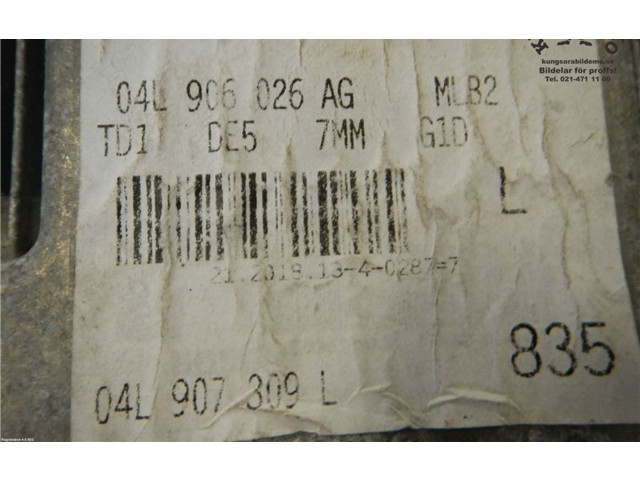 kungsarabildemo.se
Bildelar för proffs!
Tel. 021-471 11 00
04L 906 026 AG MLB2
TD1 DE5 7MM G1D
L
21.2018.13-4-0287=7
835
04L 907 309 L